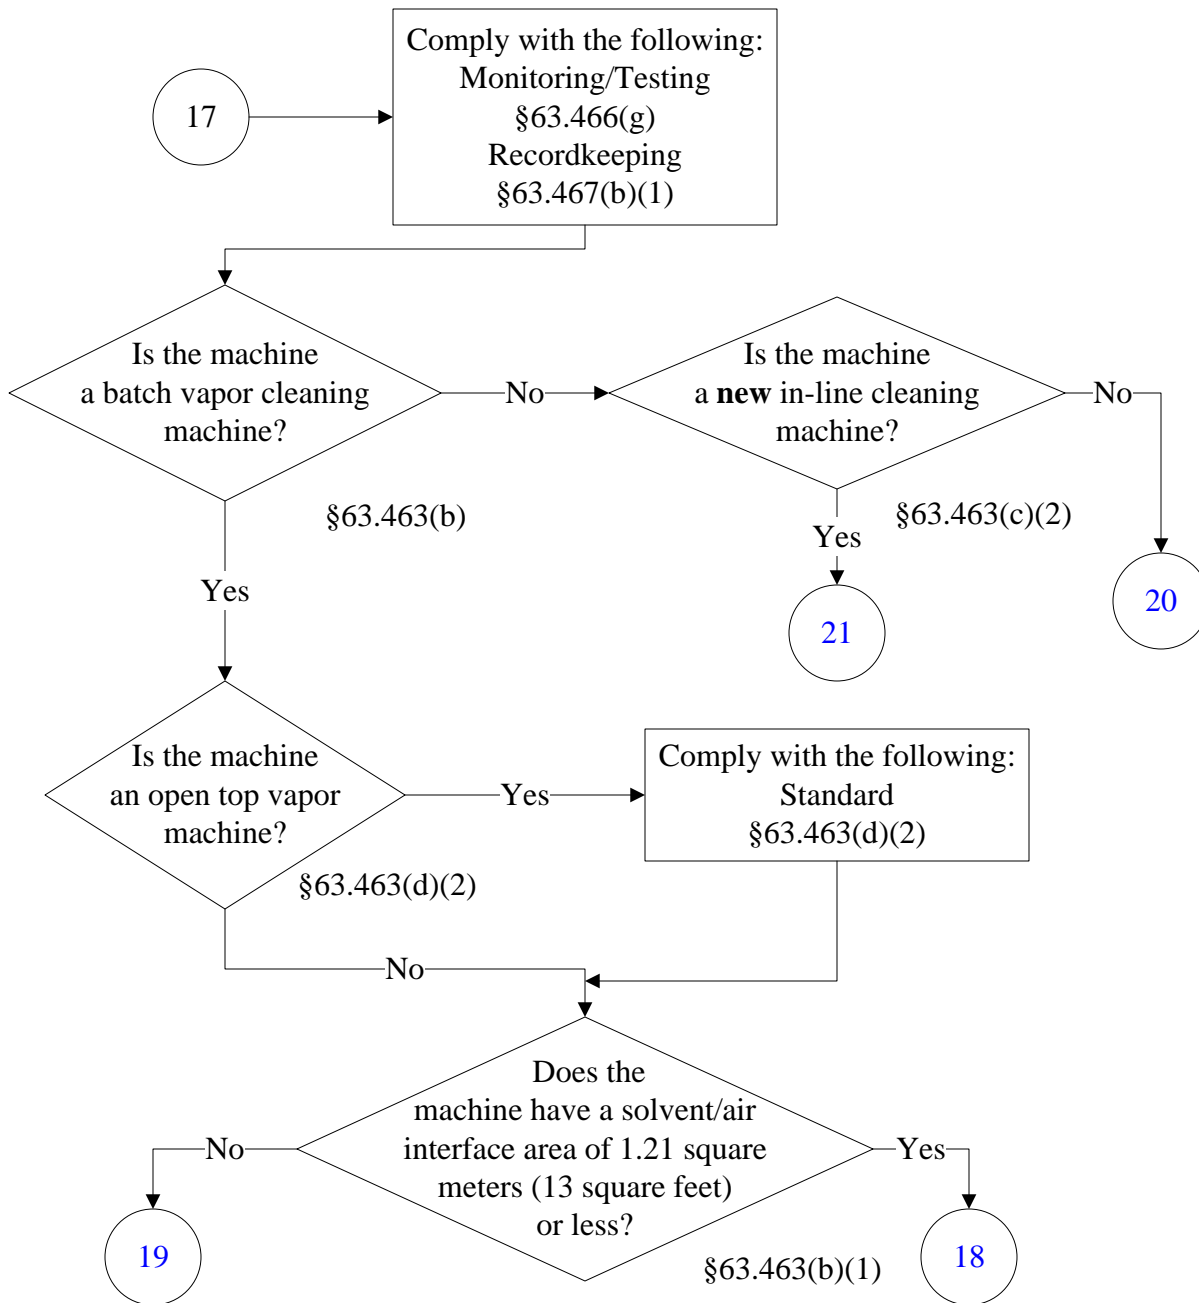 Comply with the following:
Monitoring/Testing
§63.466(g)
Recordkeeping
§63.467(b)(1)
17
Is the machine
a batch vapor cleaning
machine?
No
Is the machine
a new in-line cleaning
machine?
No
§63.463(b)
§63.463(c)(2)
Yes
Yes
20
21
Is the machine
an open top vapor
machine?
Yes
Comply with the following:
Standard
§63.463(d)(2)
§63.463(d)(2)
No
Does the
machine have a solvent/air
interface area of 1.21 square
meters (13 square feet)
or less?
No
Yes
19
18
§63.463(b)(1)